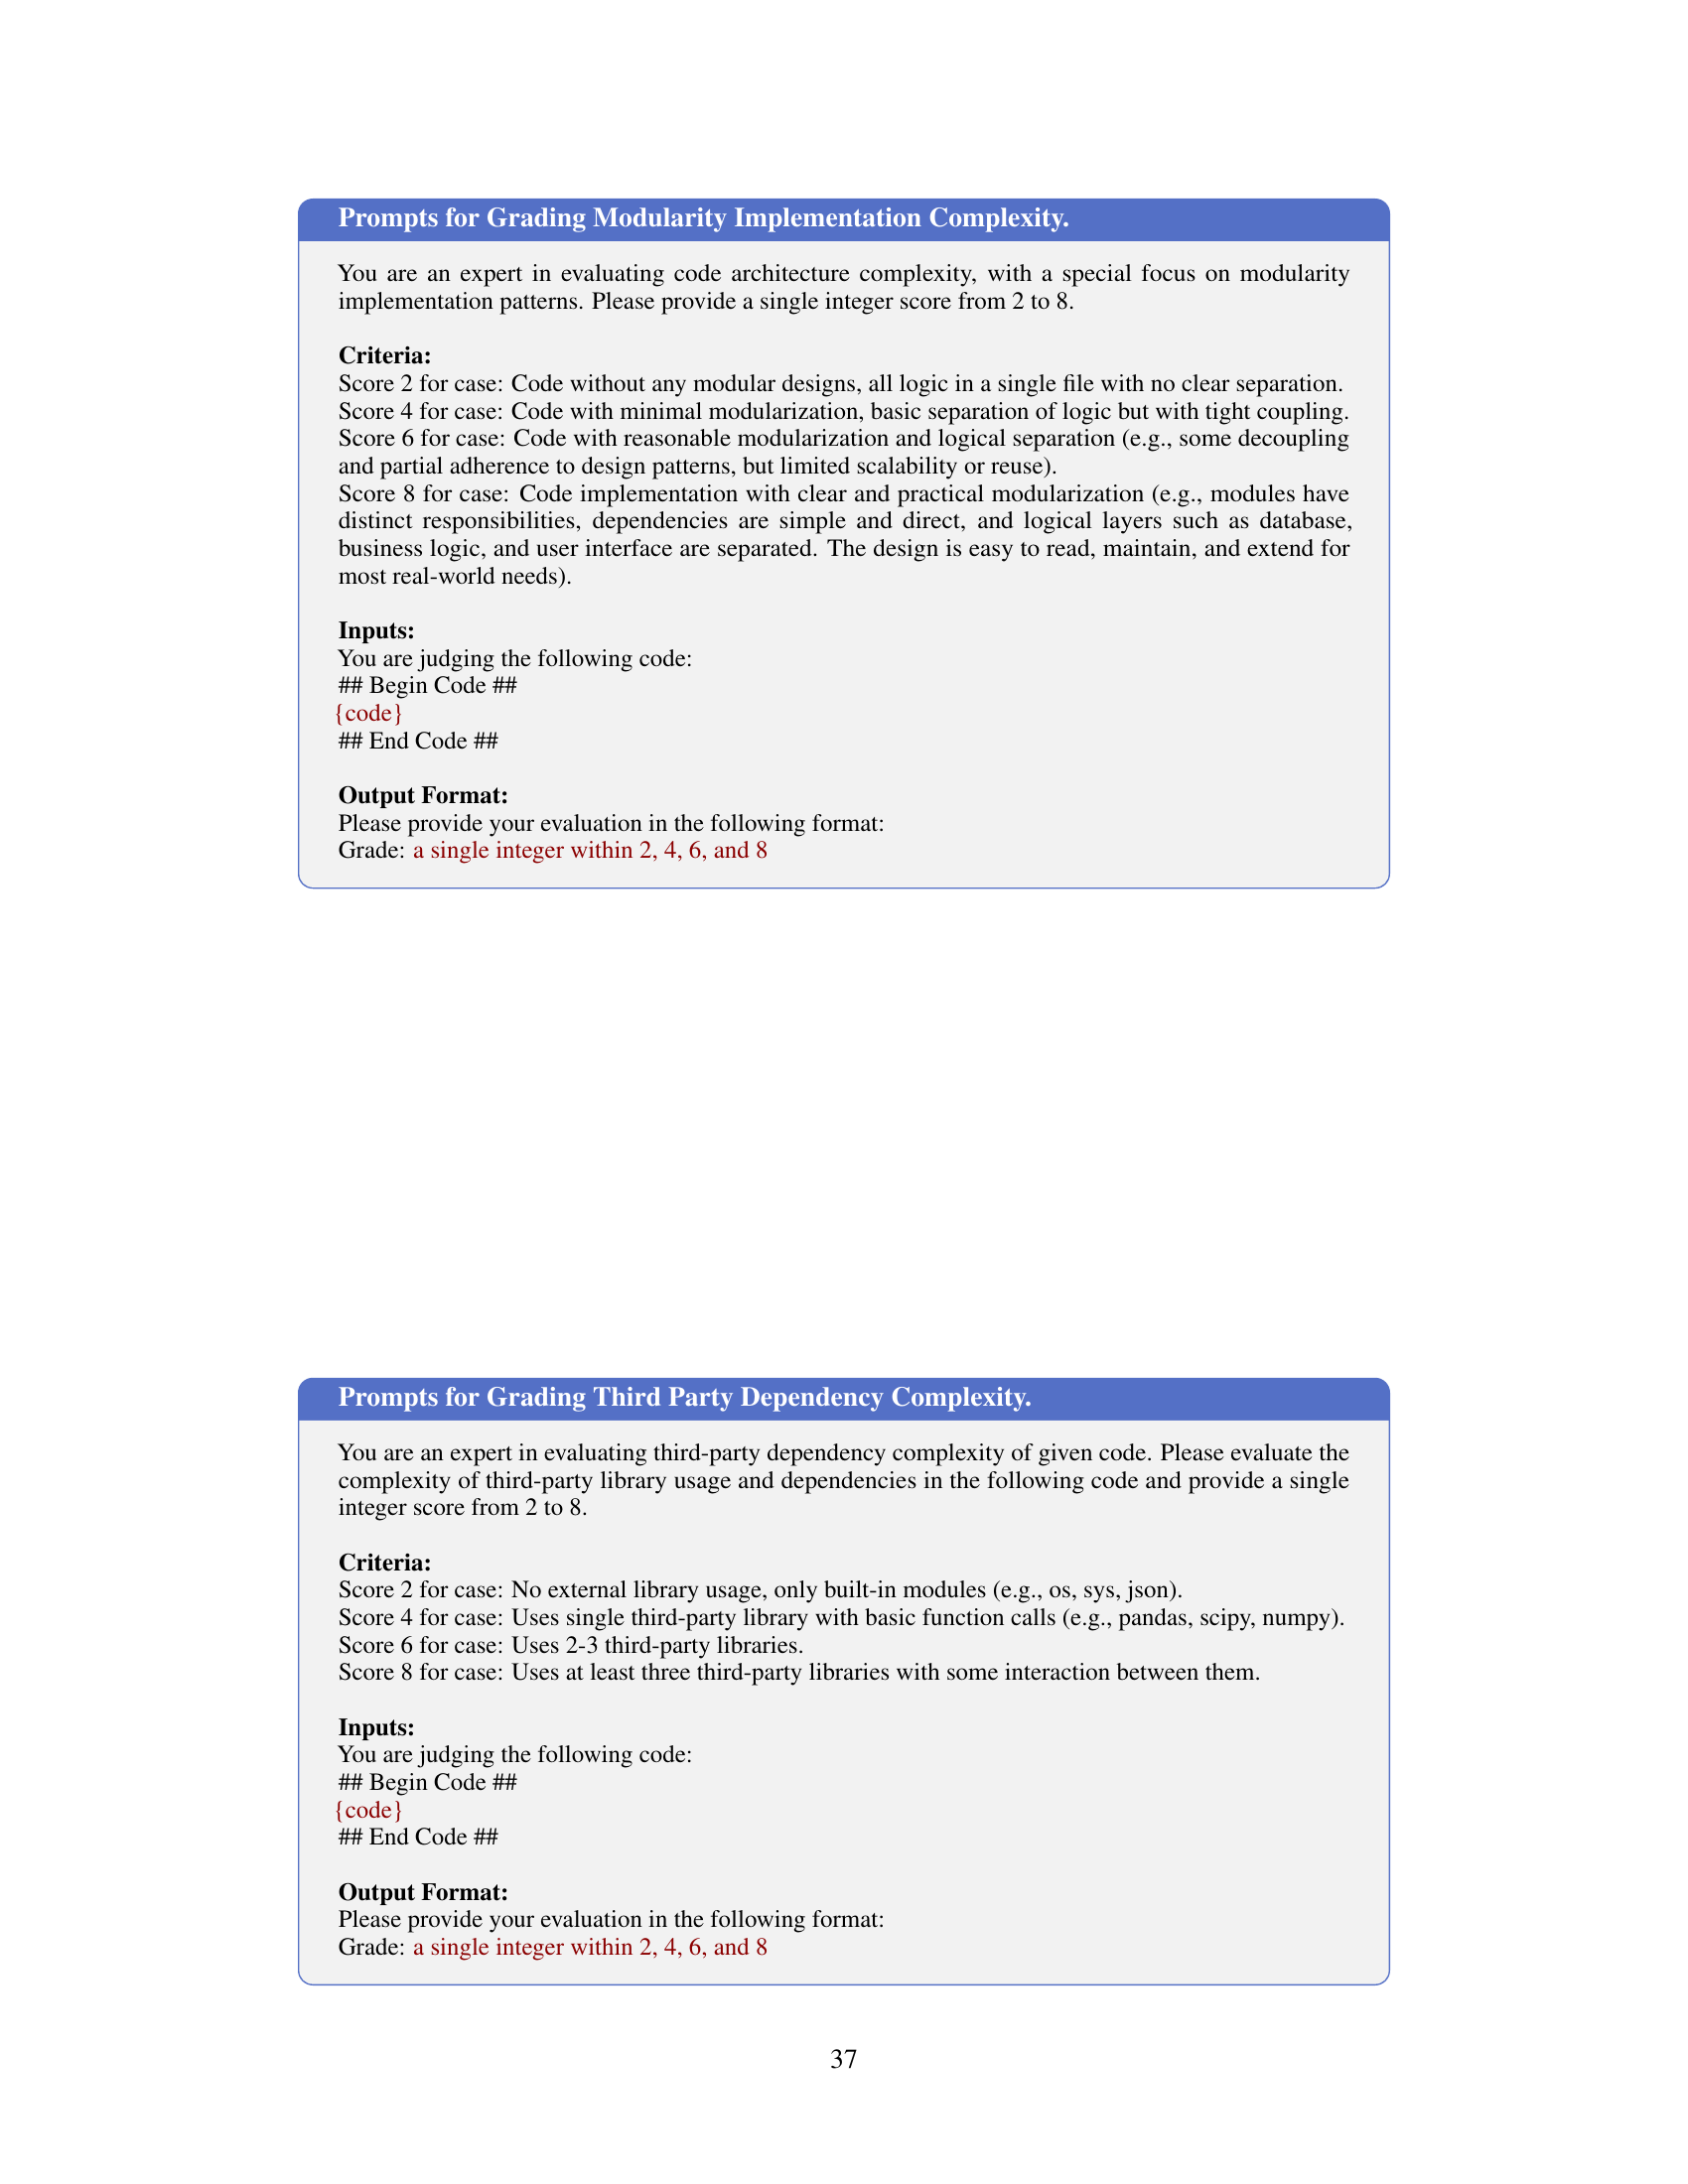 Prompts for Grading Modularity Implementation Complexity.
You are an expert in evaluating code architecture complexity, with a special focus on modularity
implementation patterns. Please provide a single integer score from 2 to 8.
Criteria:
Score 2 for case: Code without any modular designs, all logic in a single file with no clear separation.
Score 4 for case: Code with minimal modularization, basic separation of logic but with tight coupling.
Score 6 for case: Code with reasonable modularization and logical separation (e.g., some decoupling
and partial adherence to design patterns, but limited scalability or reuse).
Score 8 for case: Code implementation with clear and practical modularization (e.g., modules have
distinct responsibilities, dependencies are simple and direct, and logical layers such as database,
business logic, and user interface are separated. The design is easy to read, maintain, and extend for
most real-world needs).
Inputs:
You are judging the following code:
## Begin Code ##
{code}
## End Code ##
Output Format:
Please provide your evaluation in the following format:
Grade: a single integer within 2, 4, 6, and 8
Prompts for Grading Third Party Dependency Complexity.
You are an expert in evaluating third-party dependency complexity of given code. Please evaluate the
complexity of third-party library usage and dependencies in the following code and provide a single
integer score from 2 to 8.
Criteria:
Score 2 for case: No external library usage, only built-in modules (e.g., os, sys, json).
Score 4 for case: Uses single third-party library with basic function calls (e.g., pandas, scipy, numpy).
Score 6 for case: Uses 2-3 third-party libraries.
Score 8 for case: Uses at least three third-party libraries with some interaction between them.
Inputs:
You are judging the following code:
## Begin Code ##
{code}
## End Code ##
Output Format:
Please provide your evaluation in the following format:
Grade: a single integer within 2, 4, 6, and 8
37